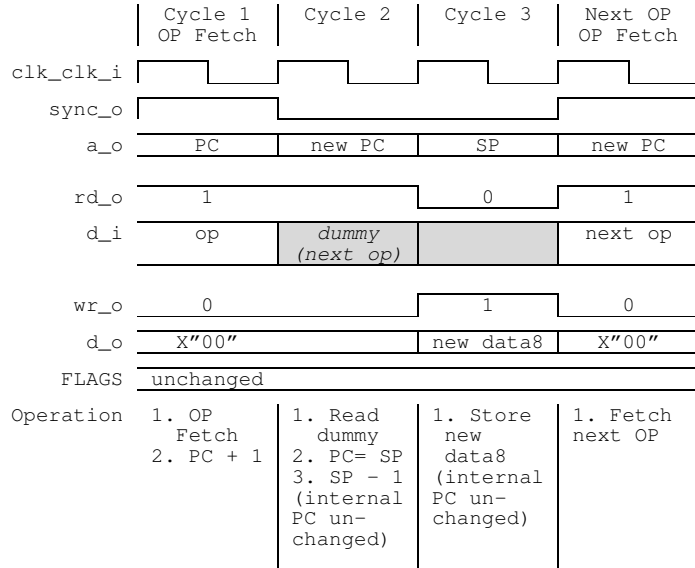 Cycle 1 Cycle 2 Cycle 3 Next OP
OP Fetch OP Fetch
clk_clk_i
sync_o
a_o PC new PC SP new PC
rd_o 1 0 1
d_i op dummy next op
(next op)
wr_o 0 1 0
d_o X"00" new data8 X"00"
FLAGS unchanged
Operation 1. OP 1. Read 1. Store 1. Fetch
Fetch dummy new next OP
2. PC + 1 2. PC= SP data8
3. SP - 1 (internal
(internal PC un-
PC un- changed)
changed)